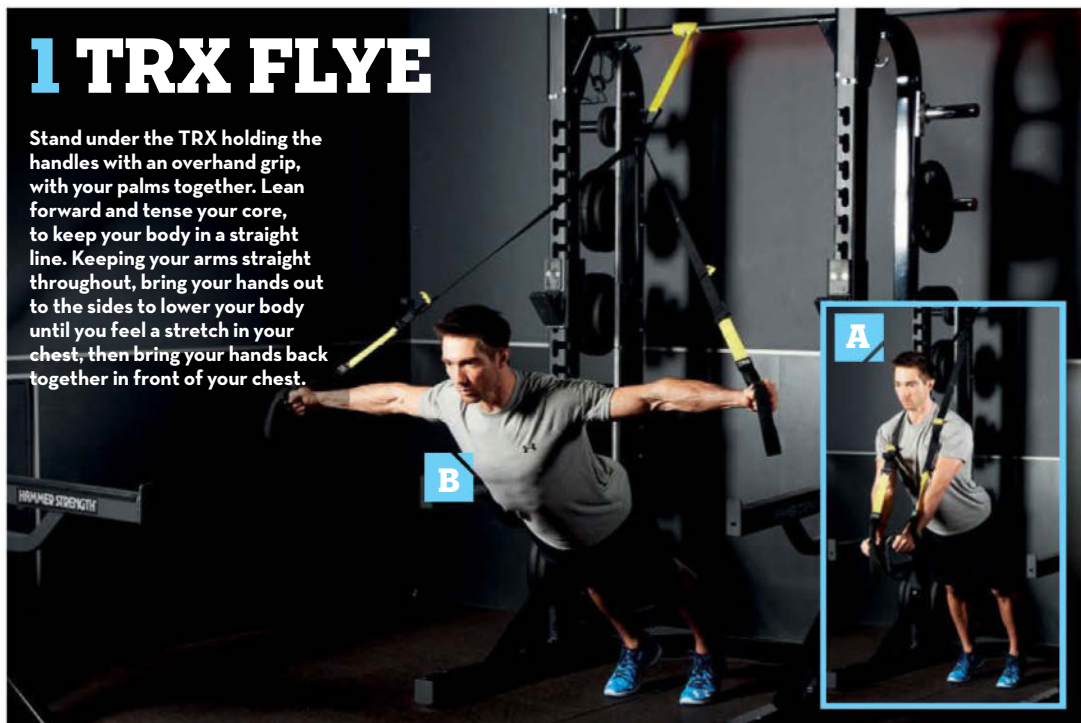 1 TRX FLYE
Stand under the TRX holding the
handles with an overhand grip,
with your palms together. Lean
forward and tense your core,
to keep your body in a straight
line. Keeping your arms straight
throughout, bring your hands out
to the sides to lower your body
until you feel a stretch in your
chest, then bring your hands back
together in front of your chest.
A
B
HAMMER STRENGTH